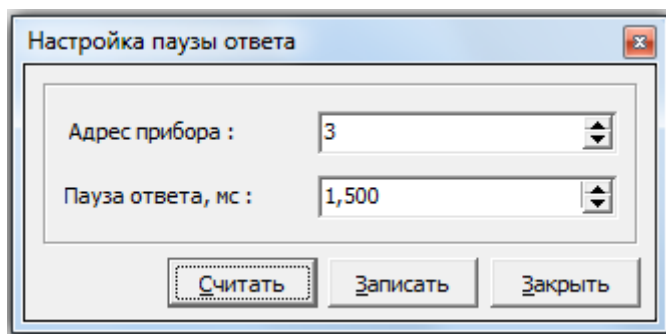 Настройка паузы ответа
Адрес прибора : 3
Пауза ответа, мс : 1,500
Считать Записать Закрыть